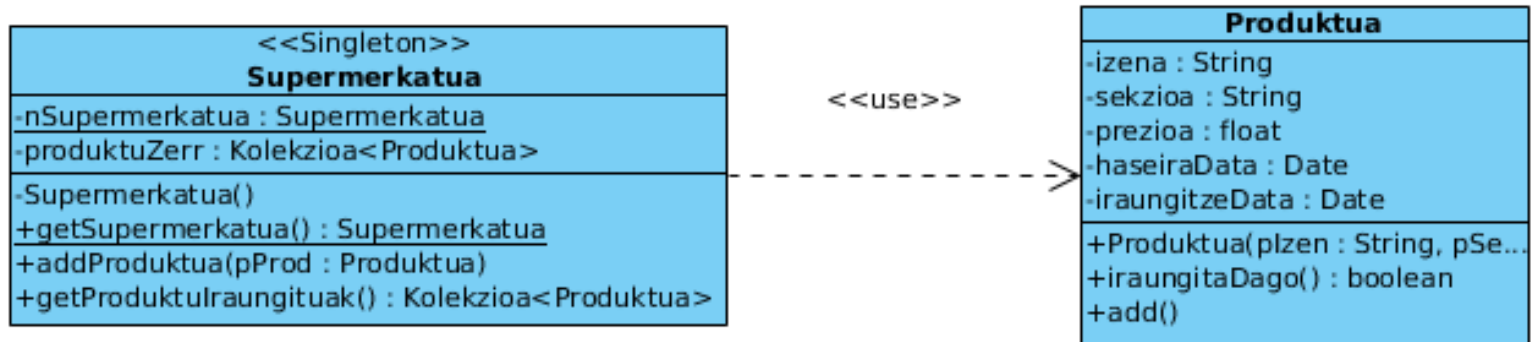 <<Singleton>>
Supermerkatua
-nSupermerkatua : Supermerkatua
-produktuZerr : Kolekzioa<Produktua>
-Supermerkatua()
+getSupermerkatua() : Supermerkatua
+addProduktua(pProd : Produktua)
+getProduktuIraungituak() : Kolekzioa<Produktua>
<<use>>
Produktua
-izena : String
-sekzioa : String
-prezioa : float
-haseiraData : Date
-iraungitzeData : Date
+Produktua(pIzen : String, pSe...
+iraungitaDago() : boolean
+add()